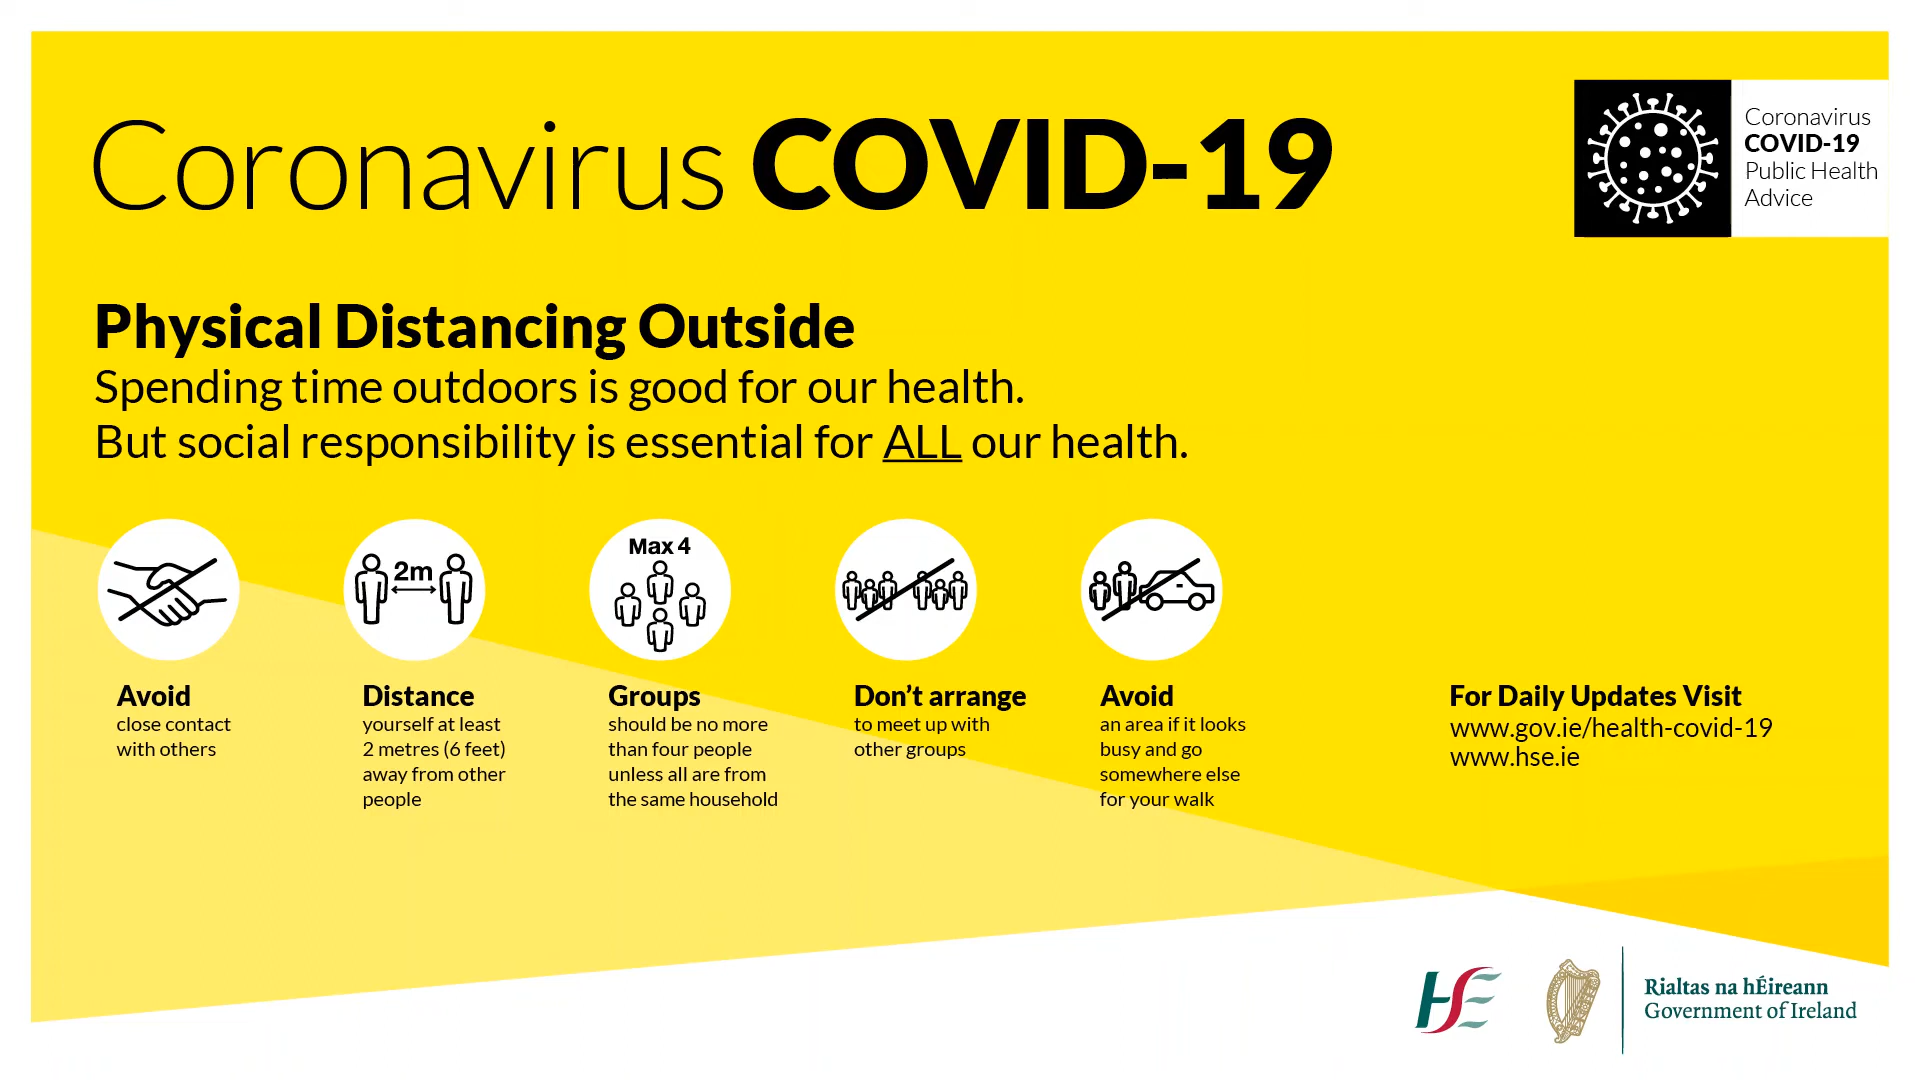 Coronavirus COVID-19
Coronavirus
COVID-19
Public Health
Advice
Physical Distancing Outside
Spending time outdoors is good for our health.
But social responsibility is essential for ALL our health.
Avoid
close contact
with others
2m
Distance
yourself at least
2 metres (6 feet)
away from other
people
Max 4
Groups
should be no more
than four people
unless all are from
the same household
Don’t arrange
to meet up with
other groups
Avoid
an area if it looks
busy and go
somewhere else
for your walk
For Daily Updates Visit
www.gov.ie/health-covid-19
www.hse.ie
HSE
Rialtas na hÉireann
Government of Ireland